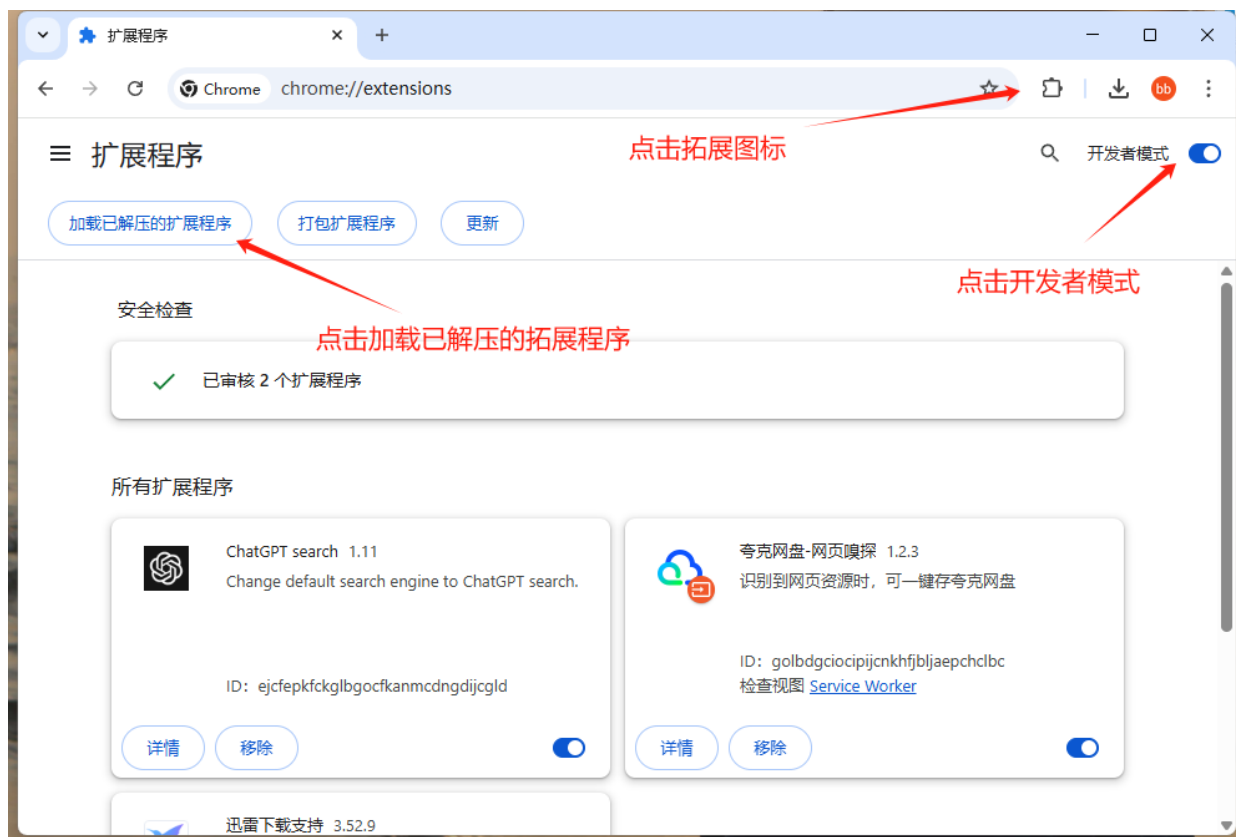 扩展程序
Chrome chrome://extensions
bb
点击拓展图标
扩展程序
开发者模式
加载已解压的扩展程序
打包扩展程序
更新
点击开发者模式
安全检查
点击加载已解压的拓展程序
已审核 2 个扩展程序
所有扩展程序
ChatGPT search 1.11
Change default search engine to ChatGPT search.
ID: ejcfepkfckglbgocfkanmcdngdijcgld
详情
移除
夸克网盘-网页嗅探 1.2.3
识别到网页资源时，可一键存夸克网盘
ID: golbdgciocipijcnkhfjbljaepchclbc
检查视图 Service Worker
详情
移除
迅雷下载支持 3.52.9